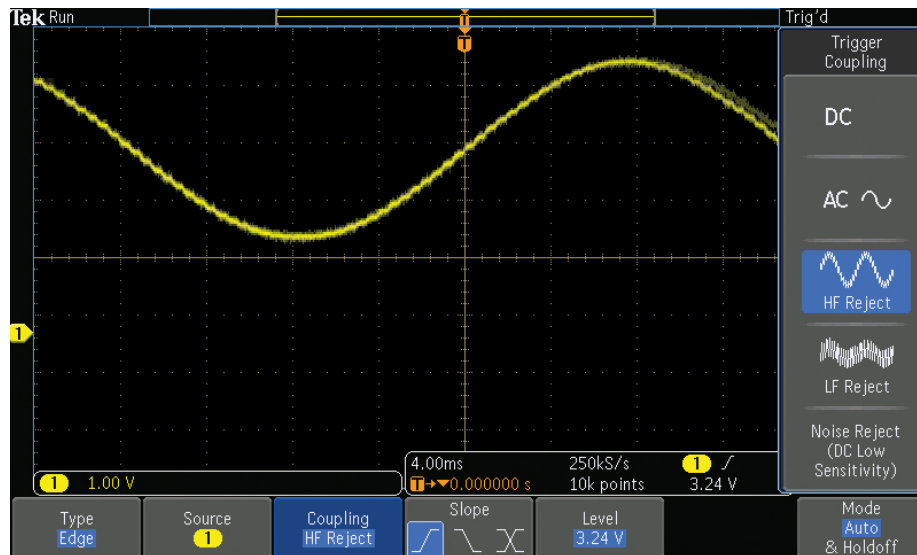 Tek Run
Trig'd
T
T
Trigger
Coupling
DC
AC
HF Reject
LF Reject
Noise Reject
(DC Low
Sensitivity)
1
1 1.00 V
4.00ms 250kS/s 1
T→▼0.000000 s 10k points 3.24 V
Type
Edge
Source
1
Coupling
HF Reject
Slope
Level
3.24 V
Mode
Auto
& Holdoff